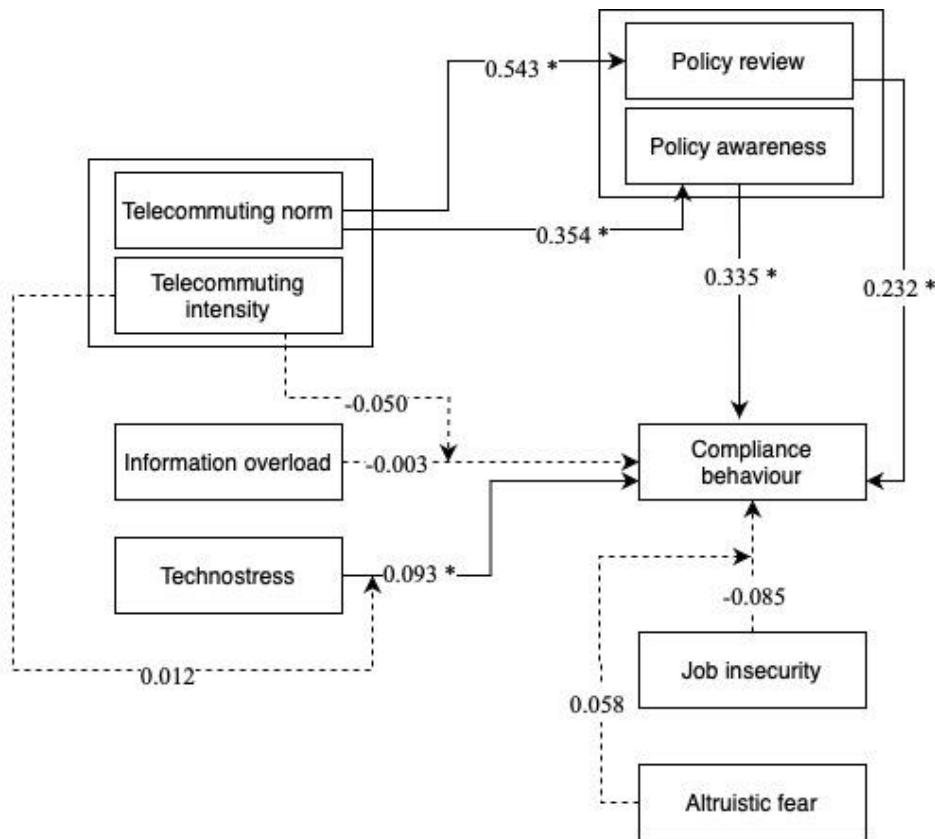 Policy review
0.543 *
Policy awareness
Telecommuting norm
0.354 *
Telecommuting
intensity
0.335 *
0.232 *
-0.050
Information overload
-0.003
Compliance
behaviour
Technostress
0.093 *
-0.085
0.012
Job insecurity
0.058
Altruistic fear